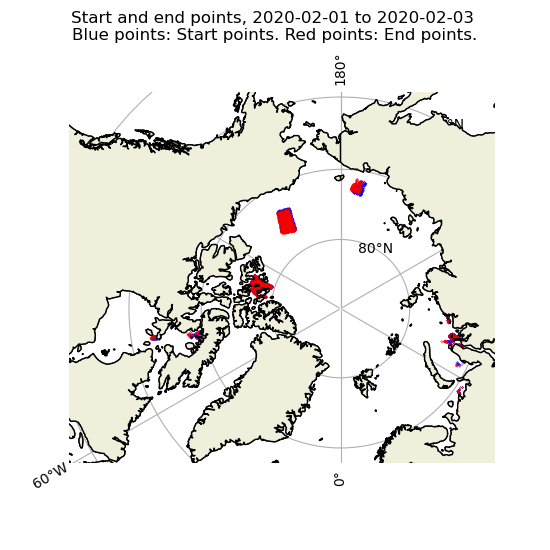 Start and end points, 2020-02-01 to 2020-02-03
Blue points: Start points. Red points: End points.
180°
80°N
60°W
0°